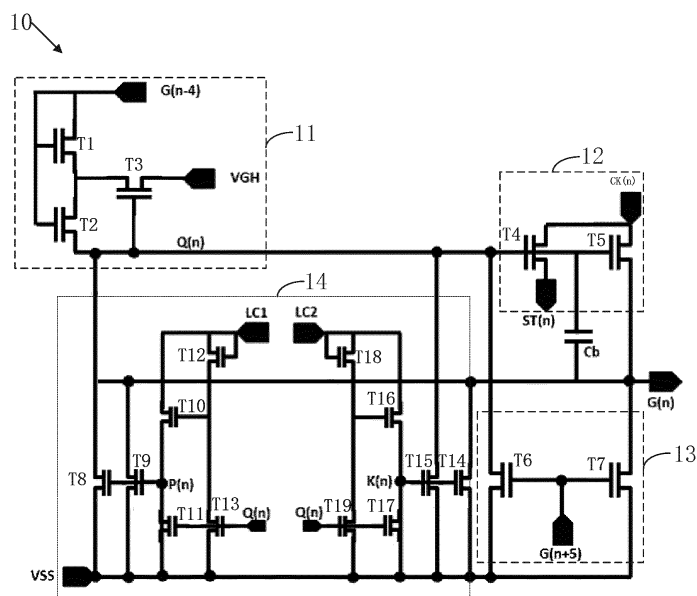 10
G(n-4)
11
T1
T3
VGH
T2
Q(n)
12
CK(n)
T4
T5
ST(n)
Cb
14
LC1
LC2
T12
T18
T10
T16
G(n)
13
T8
T9
P(n)
K(n)
T15
T14
T6
T7
T11
T13
Q(n)
Q(n)
T19
T17
G(n+5)
VSS